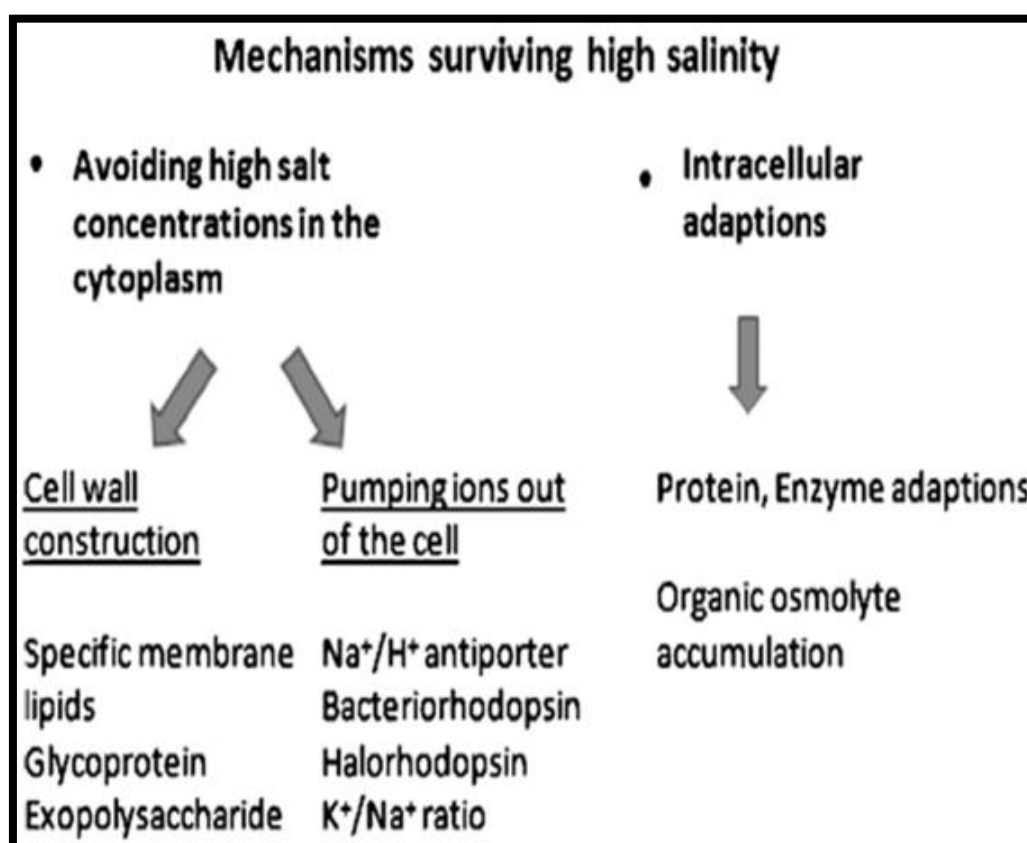 Mechanisms surviving high salinity
• Avoiding high salt
concentrations in the
cytoplasm
• Intracellular
adaptions
Cell wall
construction
Specific membrane
lipids
Glycoprotein
Exopolysaccharide
Pumping ions out
of the cell
Na⁺/H⁺ antiporter
Bacteriorhodopsin
Halorhodopsin
K⁺/Na⁺ ratio
Protein, Enzyme adaptions
Organic osmolyte
accumulation